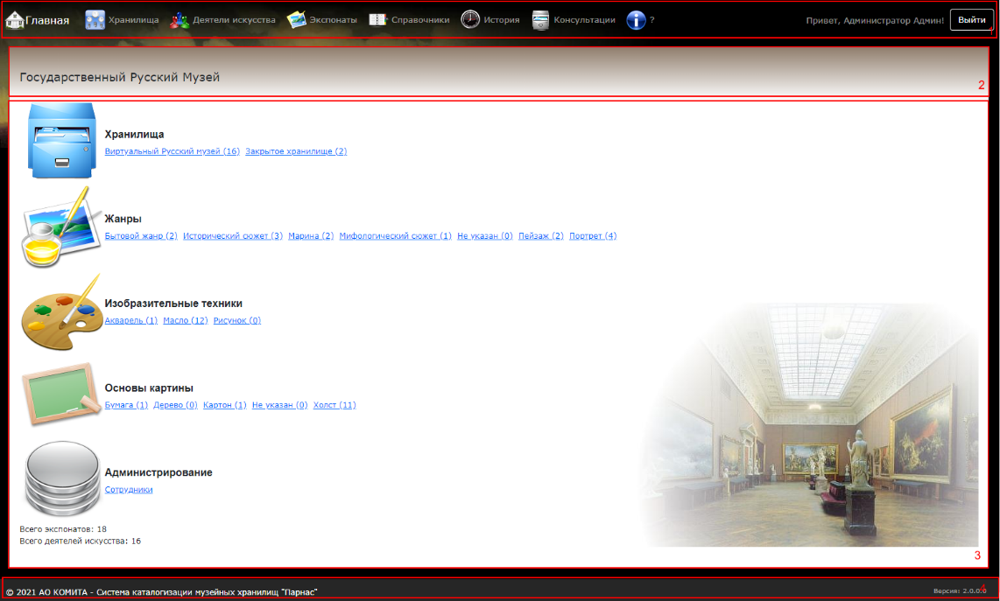 Главная Хранилища Деятели искусства Экспонаты Справочники История Консультации ? Привет, Администратор Админ! Выйти
1
Государственный Русский Музей
2
Хранилища
Виртуальный Русский музей (16) Закрытое хранилище (2)
Жанры
Бытовой жанр (2) Исторический сюжет (3) Марина (2) Мифологический сюжет (1) Не указан (0) Пейзаж (2) Портрет (4)
Изобразительные техники
Акварель (1) Масло (12) Рисунок (0)
Основы картины
Бумага (1) Дерево (0) Картон (1) Не указан (0) Холст (11)
Администрирование
Сотрудники
Всего экспонатов: 18
Всего деятелей искусства: 16
3
© 2021 АО КОМИТА - Система каталогизации музейных хранилищ "Парнас" Версия: 2.0.0.0
4